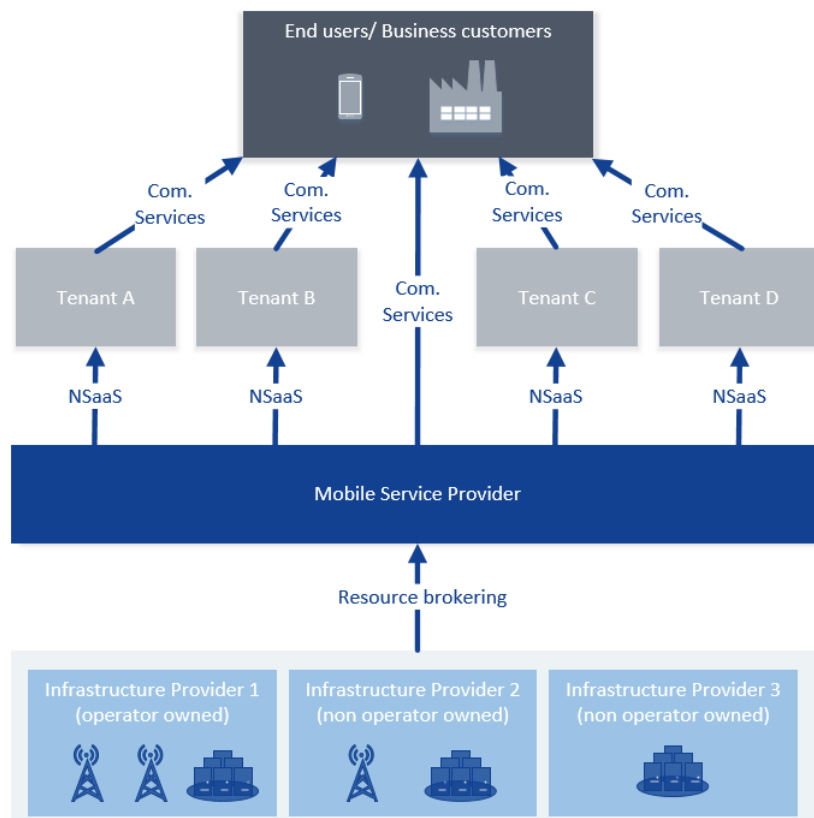 End users/ Business customers
Com.
Services
Com.
Services
Com.
Services
Com.
Services
Tenant A
Tenant B
Com.
Services
Tenant C
Tenant D
NSaaS
NSaaS
NSaaS
NSaaS
Mobile Service Provider
Resource brokering
Infrastructure Provider 1
(operator owned)
Infrastructure Provider 2
(non operator owned)
Infrastructure Provider 3
(non operator owned)